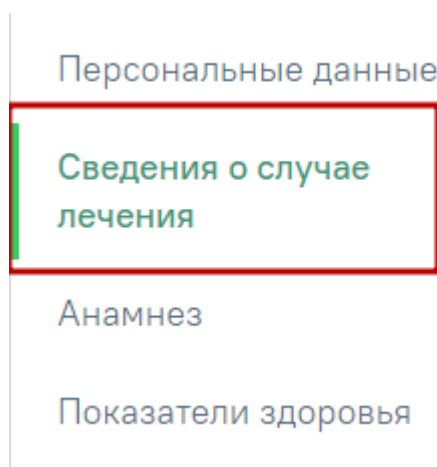 Персональные данные
Сведения о случае
лечения
Анамнез
Показатели здоровья